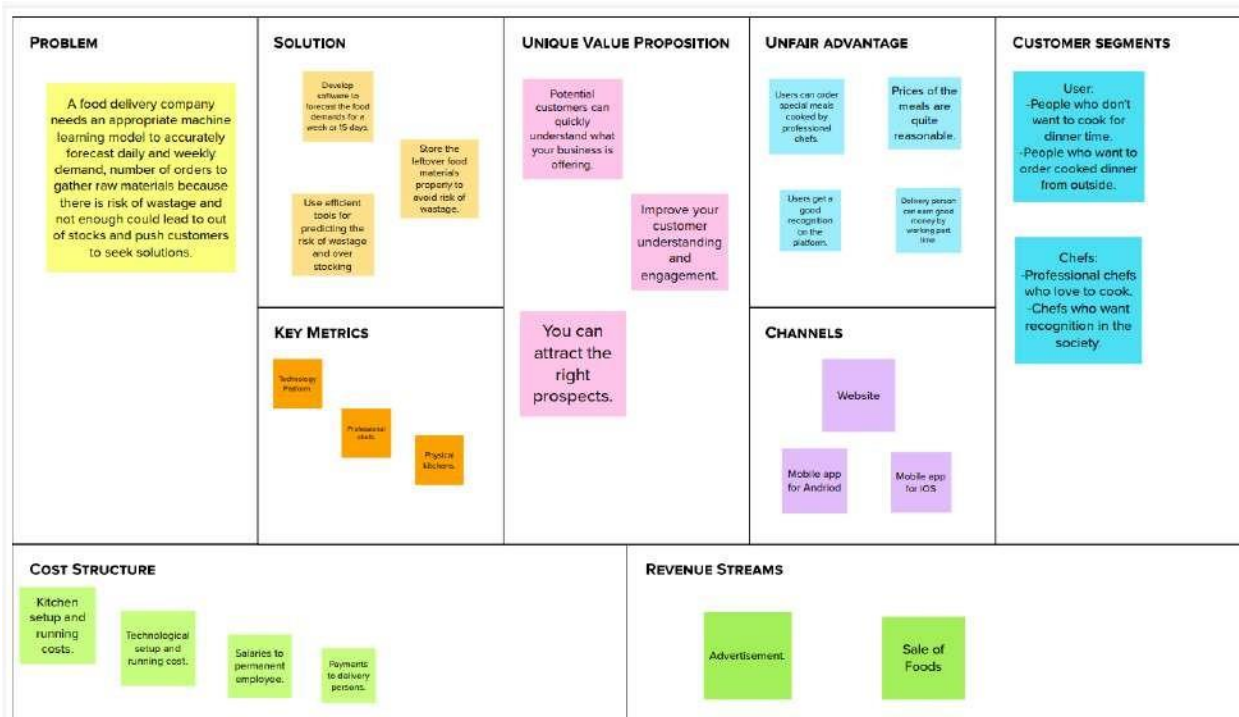 PROBLEM
A food delivery company
needs an appropriate machine
learning model to accurately
forecast daily and weekly
demand, number of orders to
gather raw materials because
there is risk of wastage and
not enough could lead to out
of stocks and push customers
to seek solutions.
SOLUTION
Develop
software to
forecast the food
demands for a
week or 15 days.
Store the
leftover food
materials
properly to
avoid risk of
wastage.
Use efficient
tools for
predicting the
risk of wastage
and over
stocking
KEY METRICS
Technology
Platform
Professional
chefs
Physical
kitchens.
UNIQUE VALUE PROPOSITION
Potential
customers can
quickly
understand what
your business is
offering.
Improve your
customer
understanding
and
engagement.
You can
attract the
right
prospects.
UNFAIR ADVANTAGE
Users can order
special meals
cooked by
professional
chefs.
Prices of the
meals are
quite
reasonable.
Users get a
good
recognition
on the
platform.
Delivery person
can earn good
money by
working part
time
CHANNELS
Website
Mobile app
for Andriod
Mobile app
for iOS
CUSTOMER SEGMENTS
User:
-People who don't
want to cook for
dinner time.
-People who want to
order cooked dinner
from outside.
Chefs:
-Professional chefs
who love to cook.
-Chefs who want
recognition in the
society.
COST STRUCTURE
Kitchen
setup and
running
costs.
Technological
setup and
running cost.
Salaries to
permanent
employee.
Payments
to delivery
persons.
REVENUE STREAMS
Advertisement.
Sale of
Foods